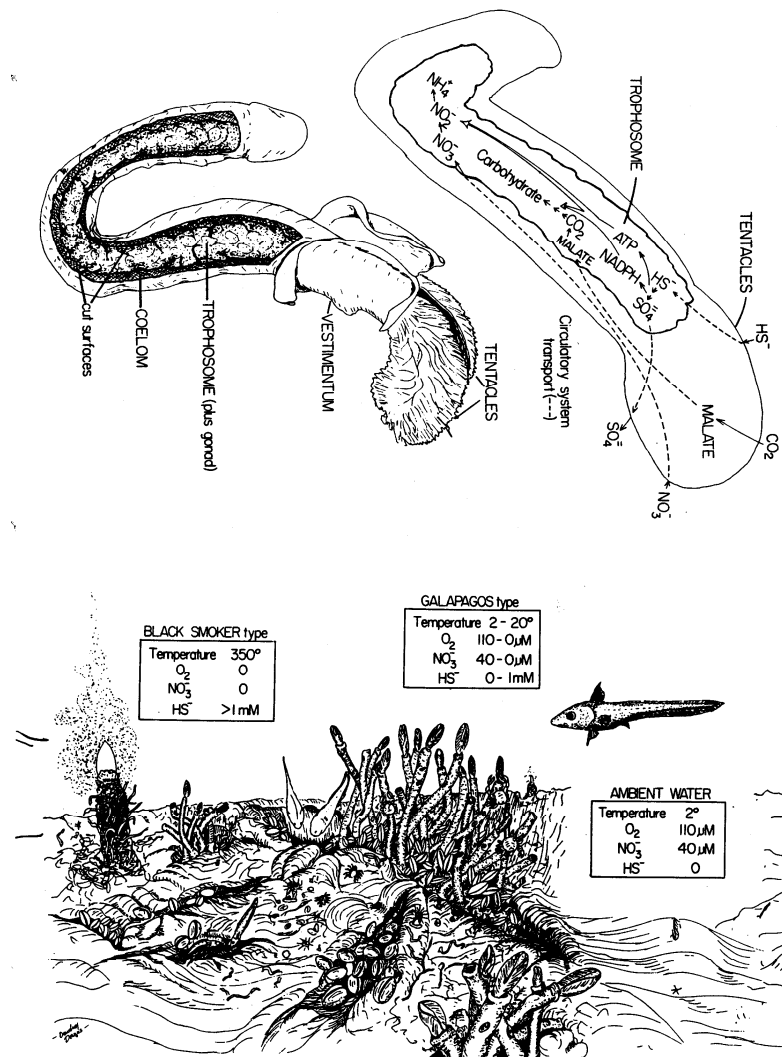 NH₄⁺
NO₂⁻
NO₃⁻
Carbohydrate
CO₂
MALATE
ATP
NADPH
HS⁻
SO₄⁼
TROPHOSOME
TENTACLES
HS⁻
MALATE
CO₂
SO₄⁼
NO₃⁻
Circulatory system
transport (---)
cut surfaces
COELOM
TROPHOSOME (plus gonad)
VESTIMENTUM
TENTACLES
GALAPAGOS type
Temperature 2-20°
O₂ 110-0µM
NO₃⁻ 40-0µM
HS⁻ 0-1mM
BLACK SMOKER type
Temperature 350°
O₂ 0
NO₃⁻ 0
HS⁻ >1mM
AMBIENT WATER
Temperature 2°
O₂ 110µM
NO₃⁻ 40µM
HS⁻ 0